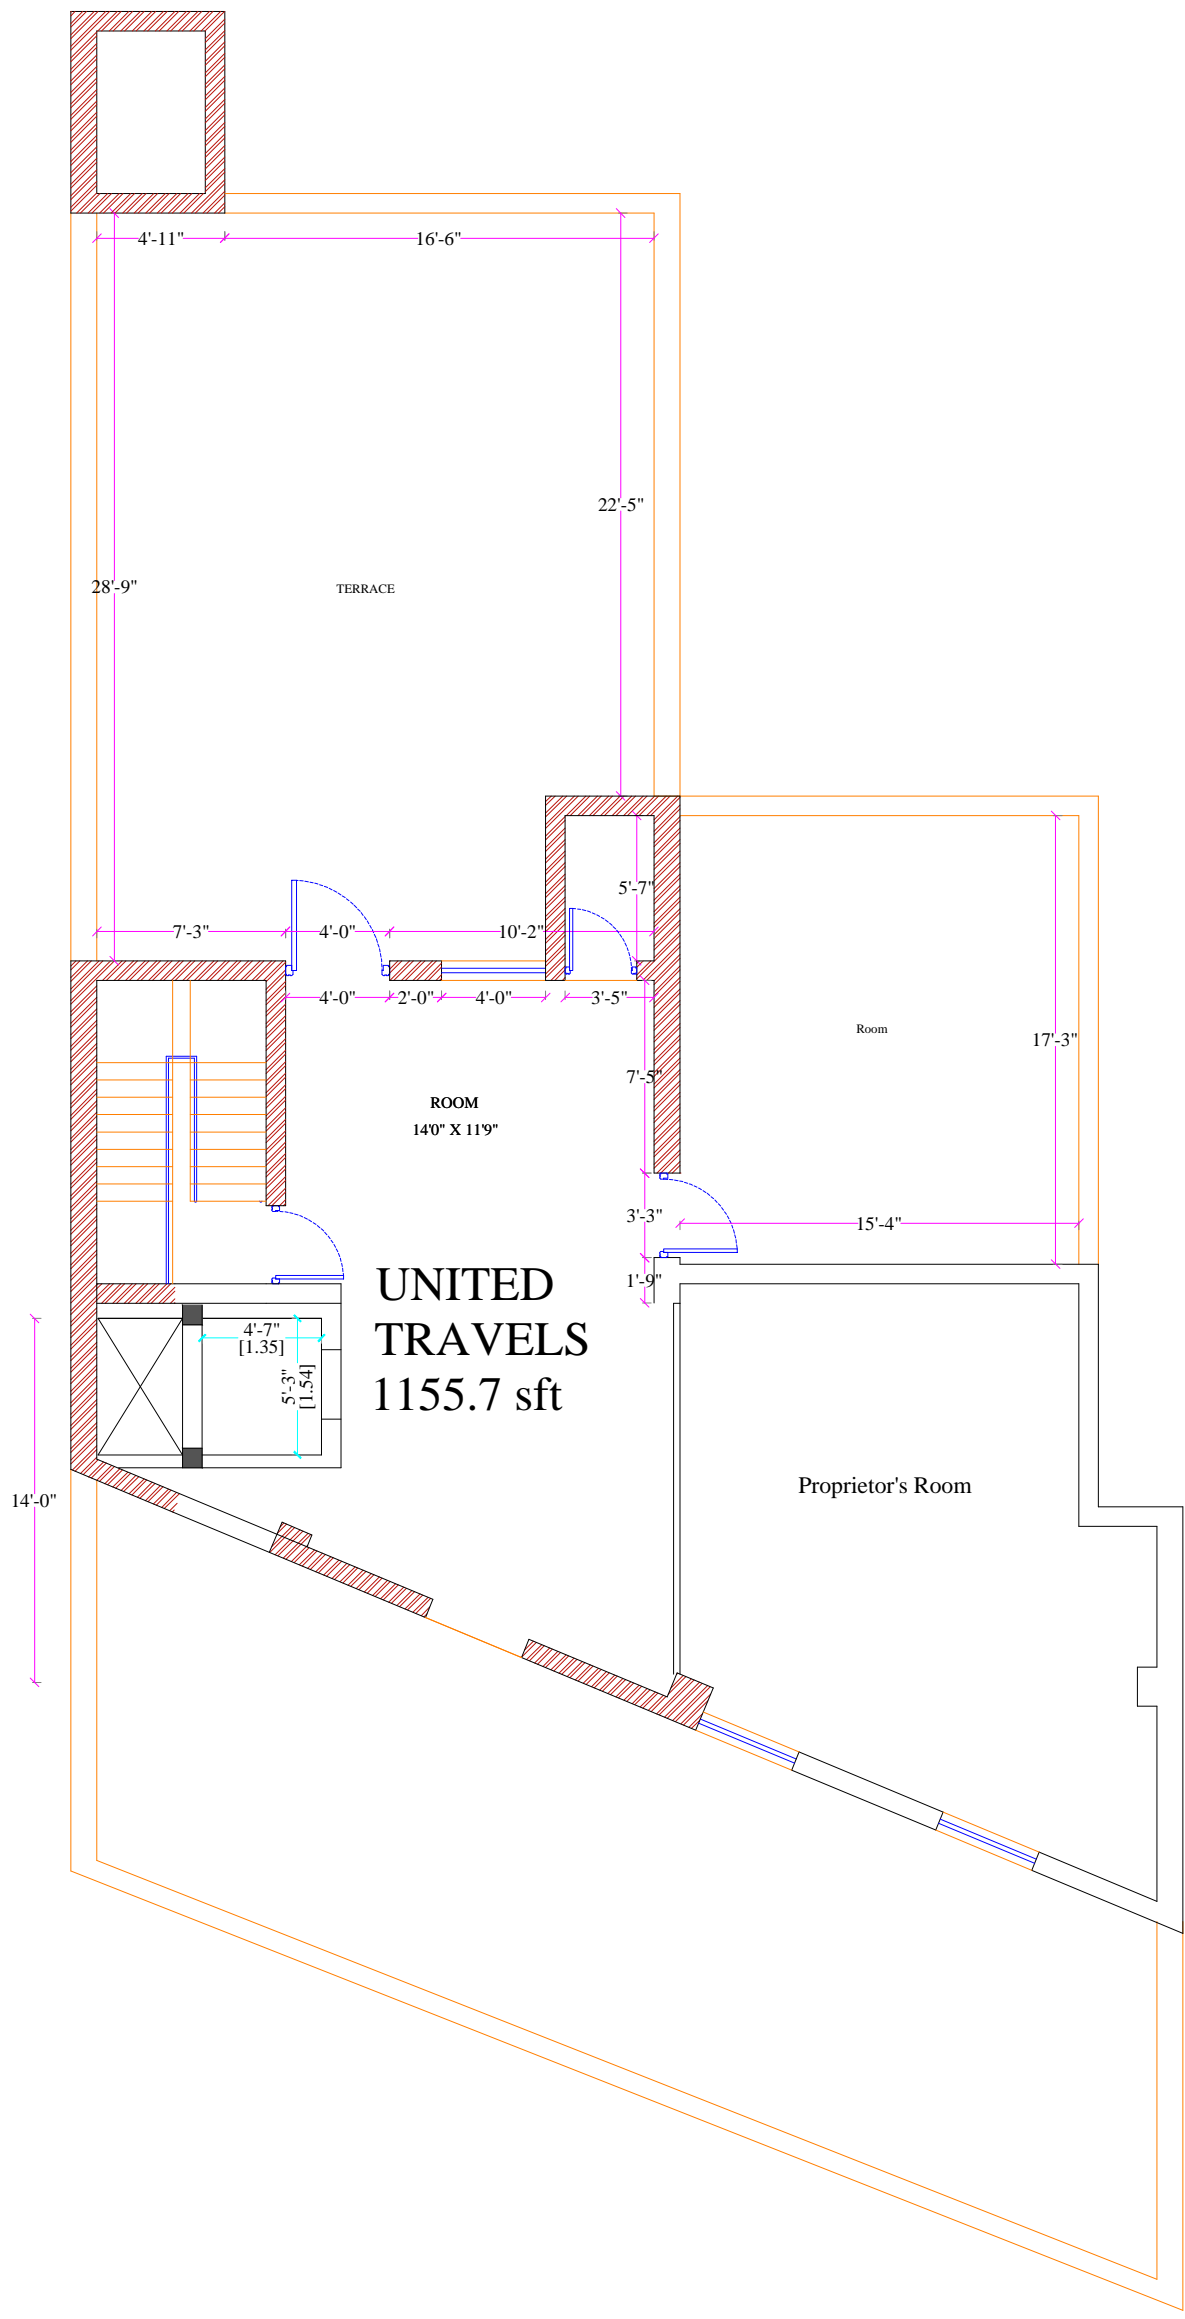 4'-11"
16'-6"
22'-5"
28'-9"
TERRACE
5'-7"
7'-3"
4'-0"
10'-2"
4'-0"
2'-0"
4'-0"
3'-5"
Room
17'-3"
7'-5"
ROOM
14'0" X 11'9"
3'-3"
15'-4"
1'-9"
UNITED
TRAVELS
1155.7 sft
4'-7"
[1.35]
5'-3"
[1.54]
Proprietor's Room
14'-0"